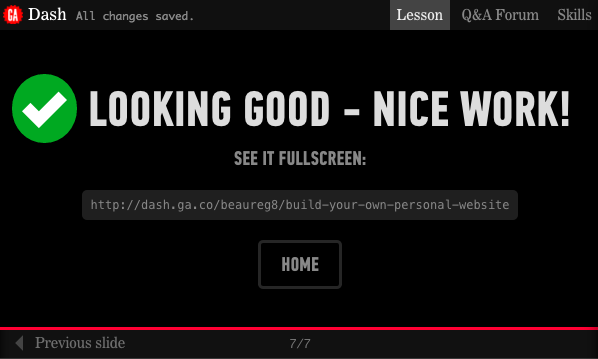 GA Dash All changes saved. Lesson Q&A Forum Skills
LOOKING GOOD - NICE WORK!
SEE IT FULLSCREEN:
http://dash.ga.co/beaureg8/build-your-own-personal-website
HOME
Previous slide 7/7